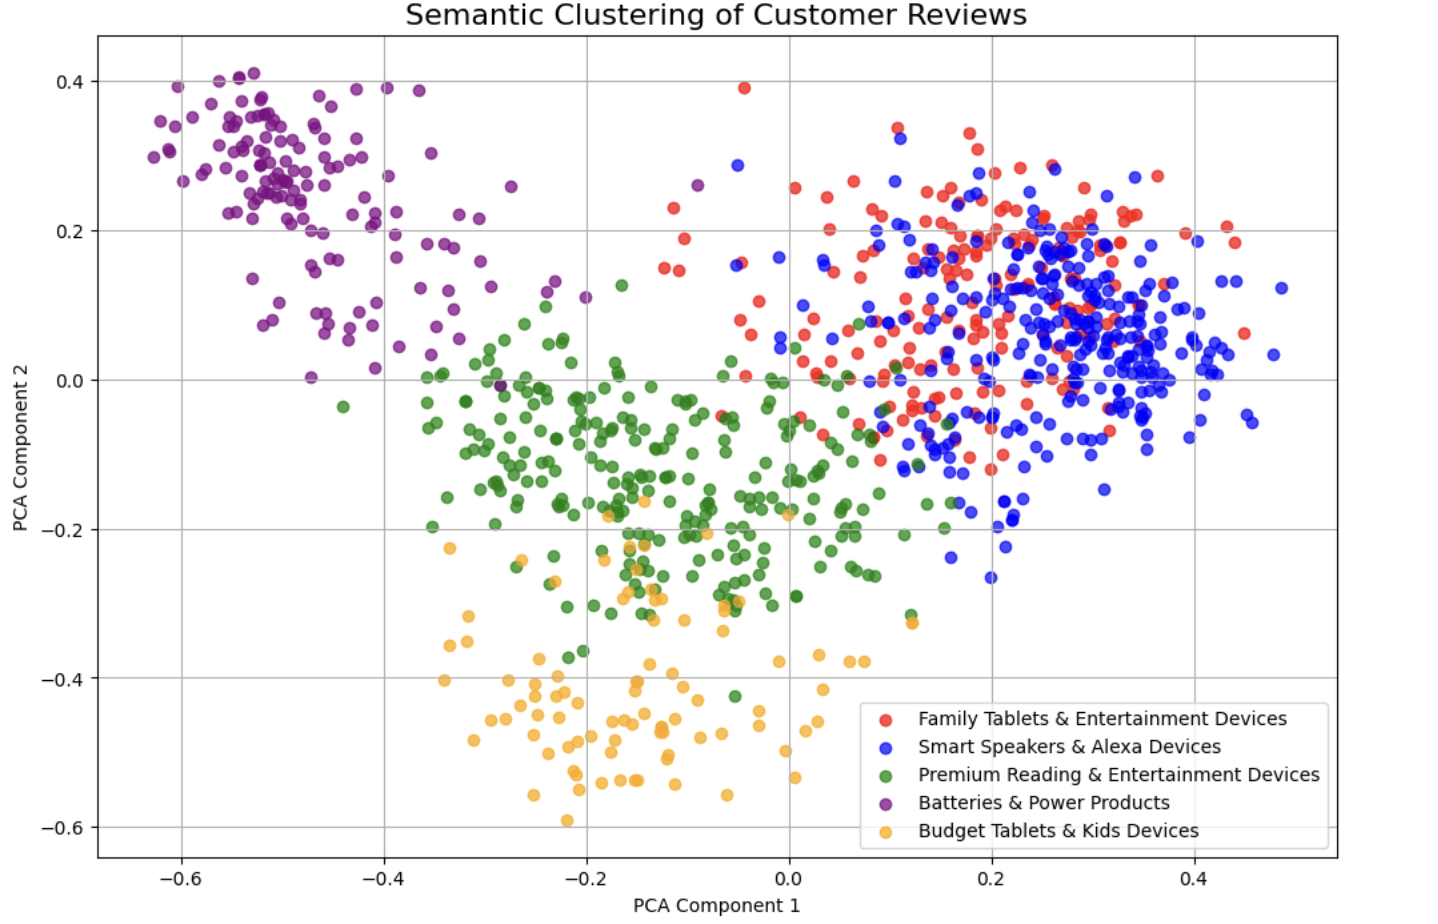 Semantic Clustering of Customer Reviews
0.4
0.2
0.0
−0.2
−0.4
−0.6
PCA Component 2
Family Tablets & Entertainment Devices
Smart Speakers & Alexa Devices
Premium Reading & Entertainment Devices
Batteries & Power Products
Budget Tablets & Kids Devices
−0.6
−0.4
−0.2
0.0
0.2
0.4
PCA Component 1